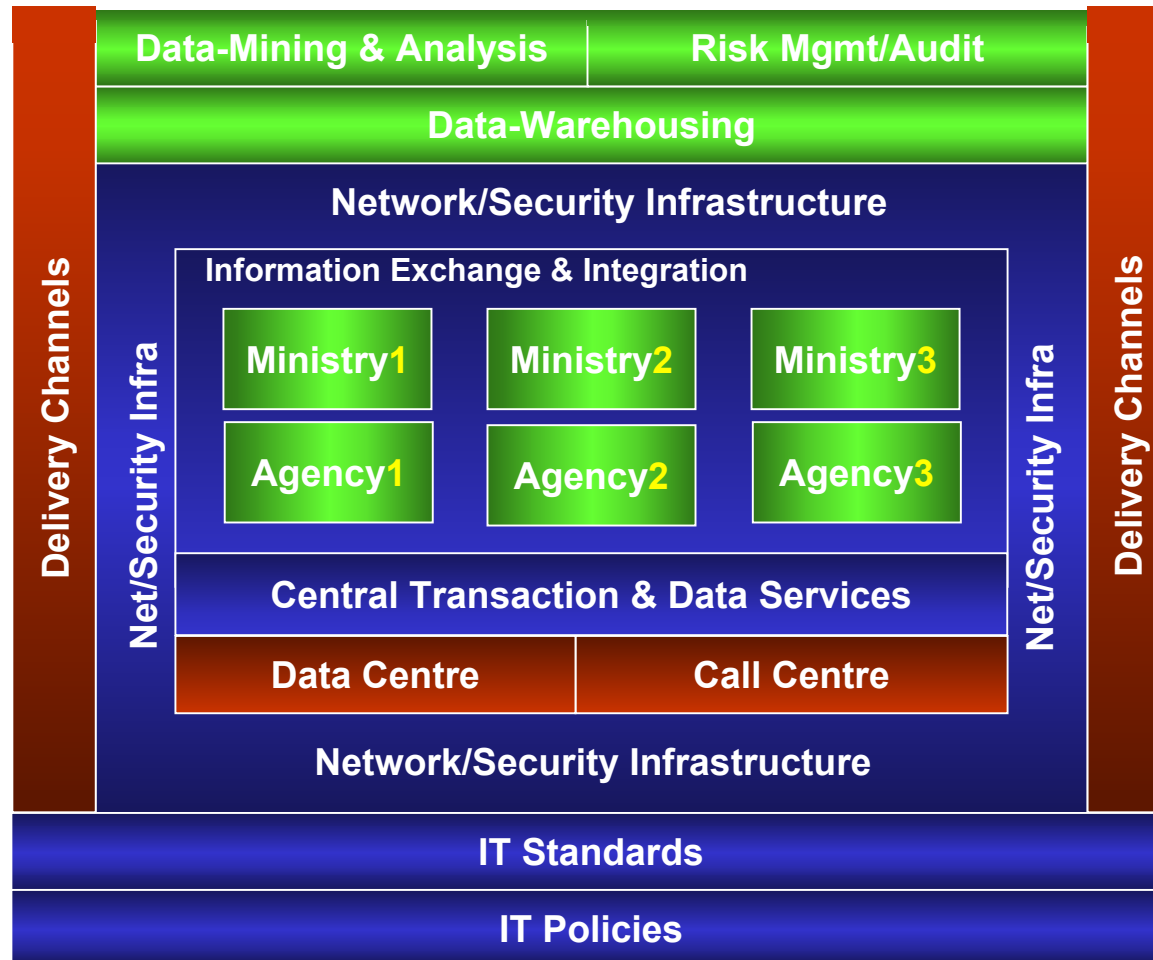 Data-Mining & Analysis
Risk Mgmt/Audit
Data-Warehousing
Network/Security Infrastructure
Delivery Channels
Net/Security Infra
Information Exchange & Integration
Ministry1
Ministry2
Ministry3
Agency1
Agency2
Agency3
Net/Security Infra
Delivery Channels
Central Transaction & Data Services
Data Centre
Call Centre
Network/Security Infrastructure
IT Standards
IT Policies